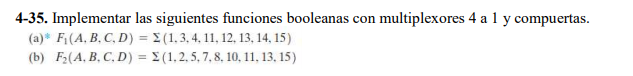 4-35. Implementar las siguientes funciones booleanas con multiplexores 4 a 1 y compuertas.
(a)* F₁(A, B, C, D) = Σ(1, 3, 4, 11, 12, 13, 14, 15)
(b) F₂(A, B, C, D) = Σ(1, 2, 5, 7, 8, 10, 11, 13, 15)